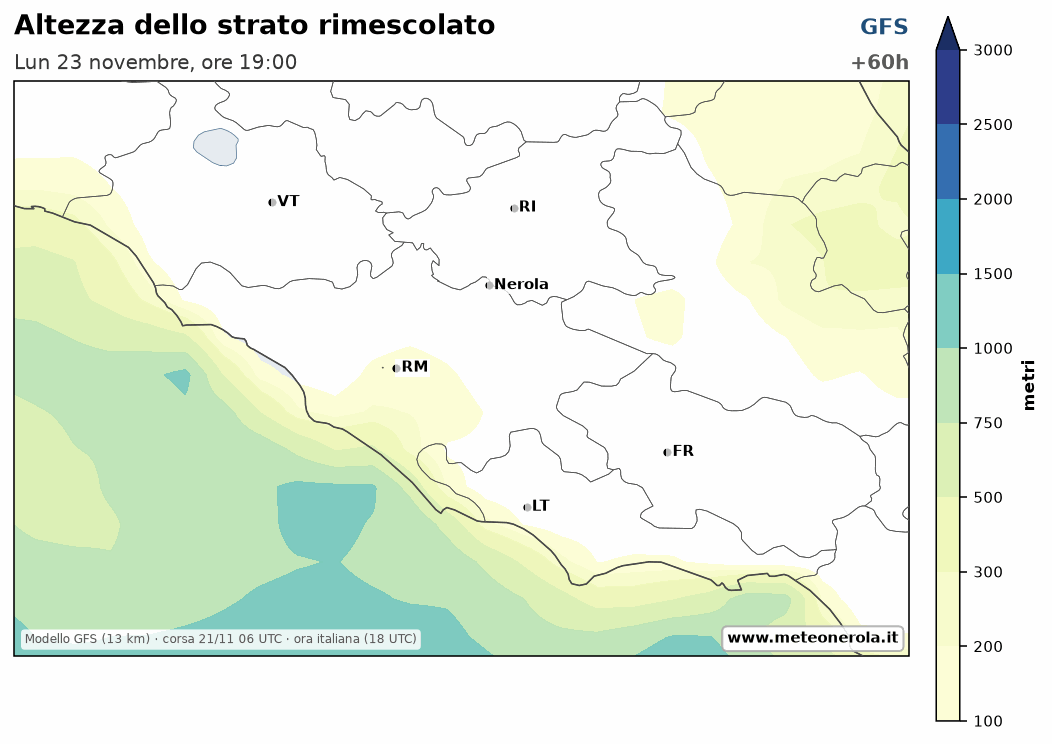 Altezza dello strato rimescolato
GFS
Lun 23 novembre, ore 19:00
+60h
3000
2500
2000
1500
1000
750
500
300
200
100
metri
VT
RI
Nerola
RM
FR
LT
Modello GFS (13 km) · corsa 21/11 06 UTC · ora italiana (18 UTC)
www.meteonerola.it